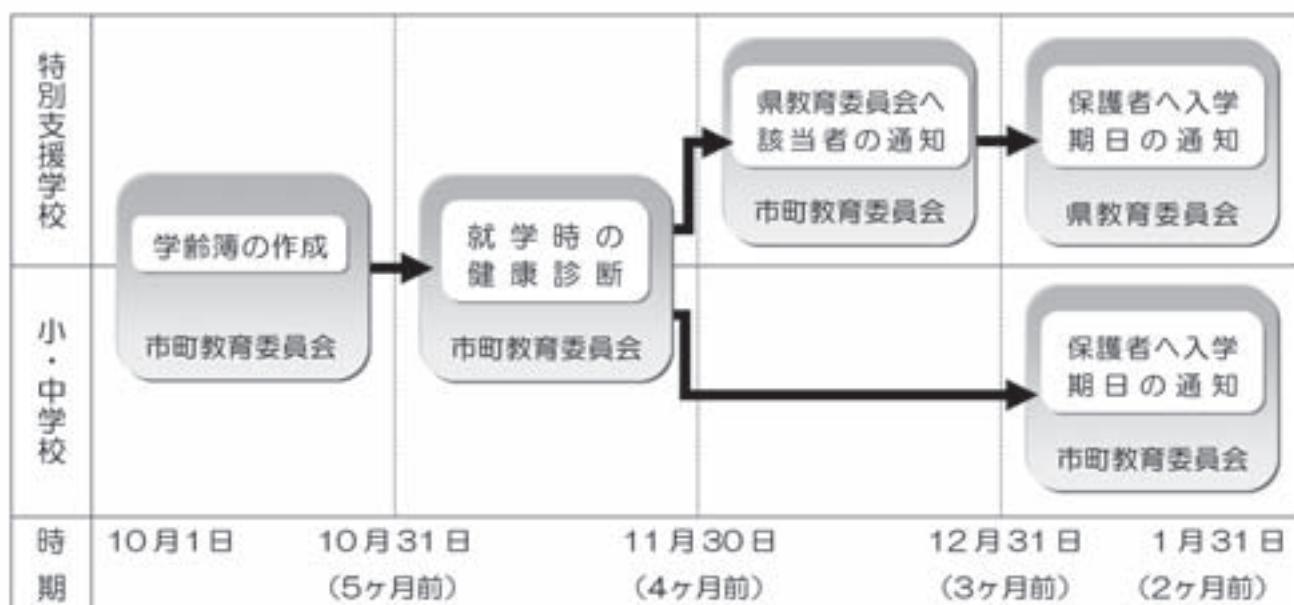 特別支援学校
学齢簿の作成
市町教育委員会
就学時の
健康診断
市町教育委員会
県教育委員会へ
該当者の通知
市町教育委員会
保護者へ入学
期日の通知
県教育委員会
小・中学校
保護者へ入学
期日の通知
市町教育委員会
時期
10月1日
10月31日
(5ヶ月前)
11月30日
(4ヶ月前)
12月31日
(3ヶ月前)
1月31日
(2ヶ月前)